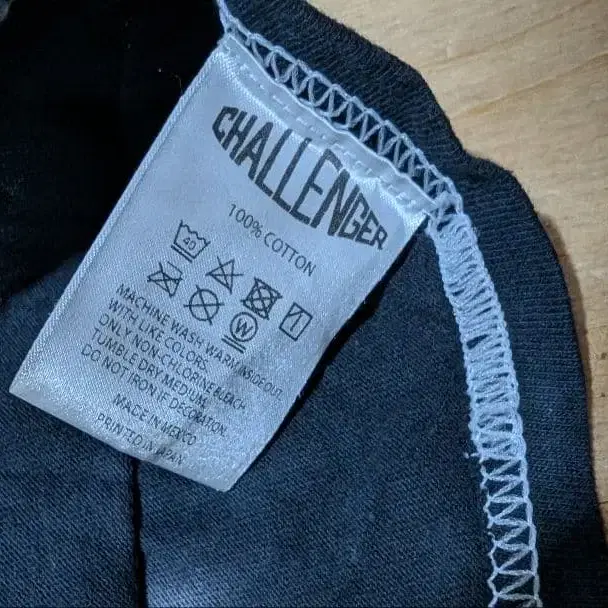 CHALLENGER
100% COTTON
40
W
MACHINE WASH WARM INSIDE OUT
WITH LIKE COLORS.
ONLY NON-CHLORINE BLEACH
TUMBLE DRY MEDIUM.
DO NOT IRON IF DECORATION.
MADE IN MEXICO
PRINTED IN JAPAN.